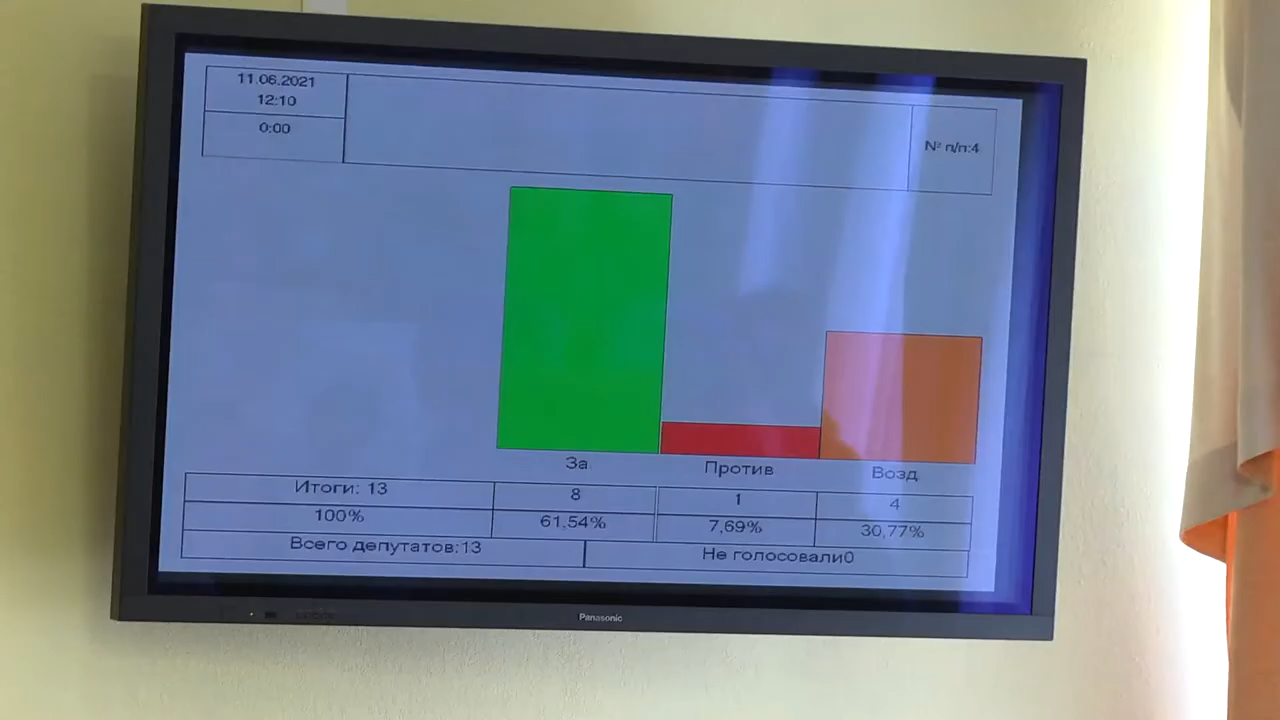 11.06.2021
12:10
0:00
№ п/п:4
За
Против
Возд.
Итоги: 13
8
1
4
100%
61,54%
7,69%
30,77%
Всего депутатов:13
Не голосовали0
Panasonic